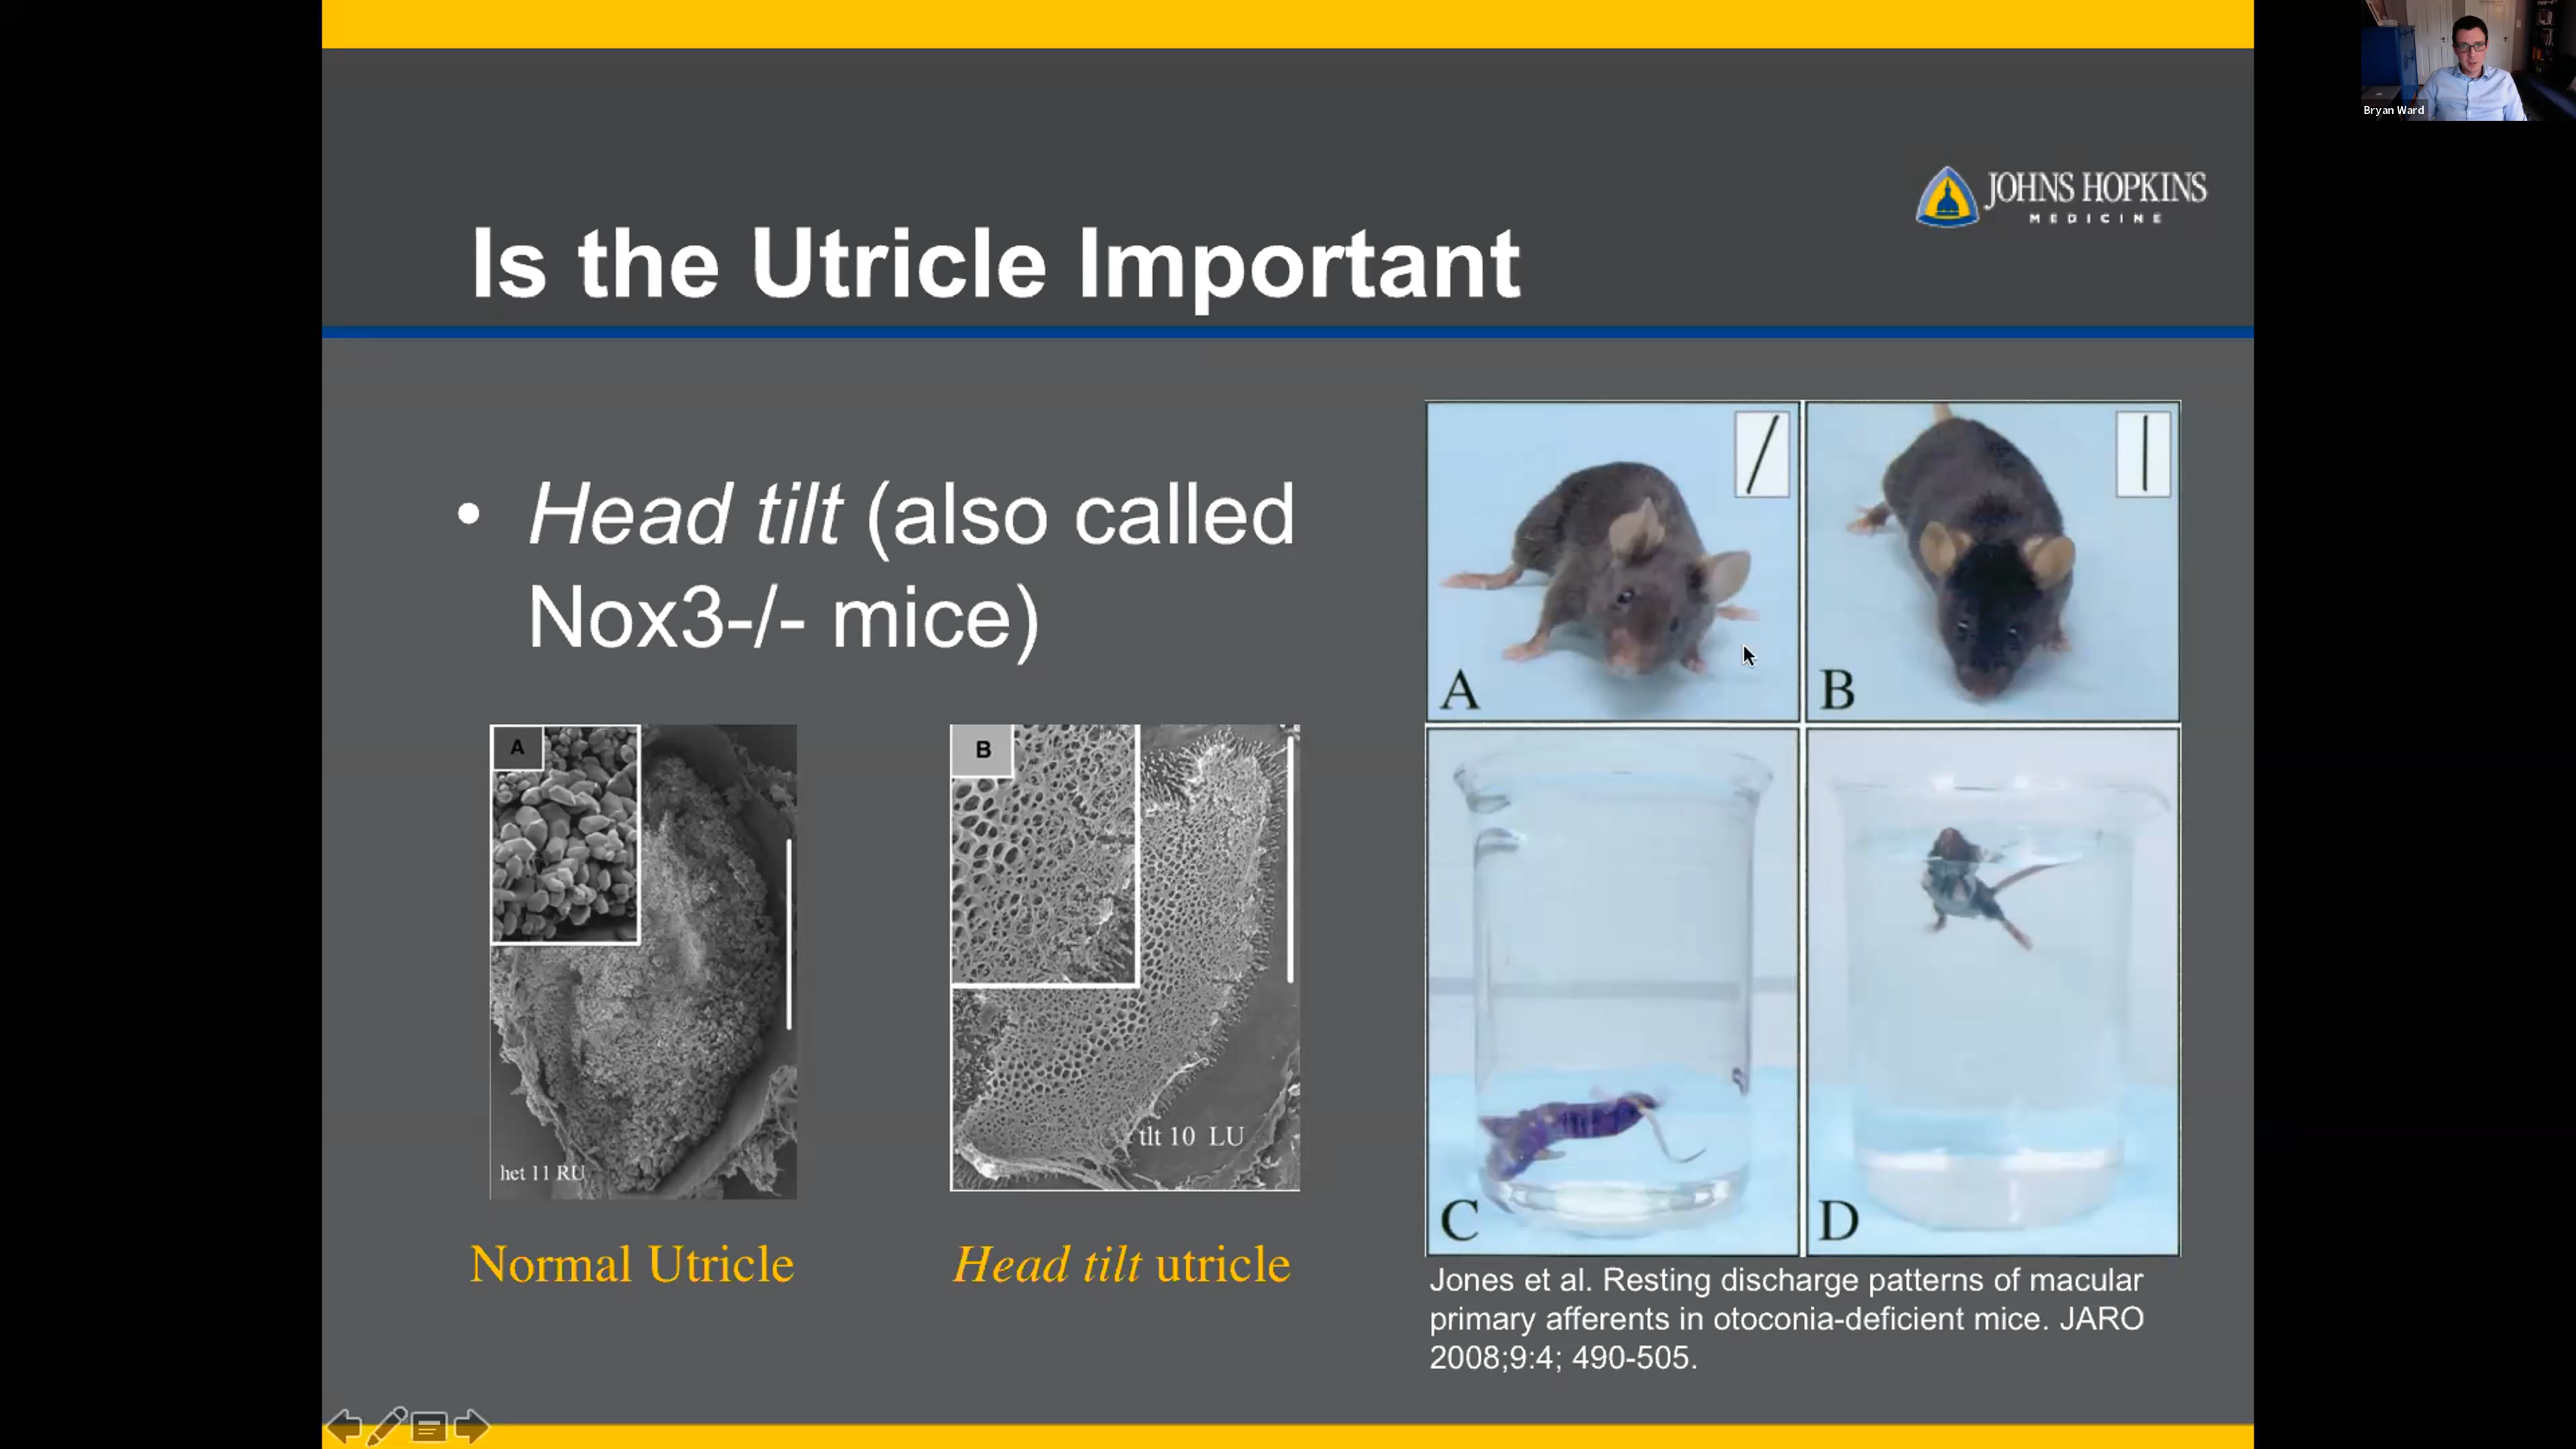 Bryan Ward
JOHNS HOPKINS
MEDICINE
Is the Utricle Important
• Head tilt (also called
Nox3-/- mice)
A
B
A
B
tlt 10 LU
het 11 RU
C
D
Normal Utricle
Head tilt utricle
Jones et al. Resting discharge patterns of macular
primary afferents in otoconia-deficient mice. JARO
2008;9:4; 490-505.